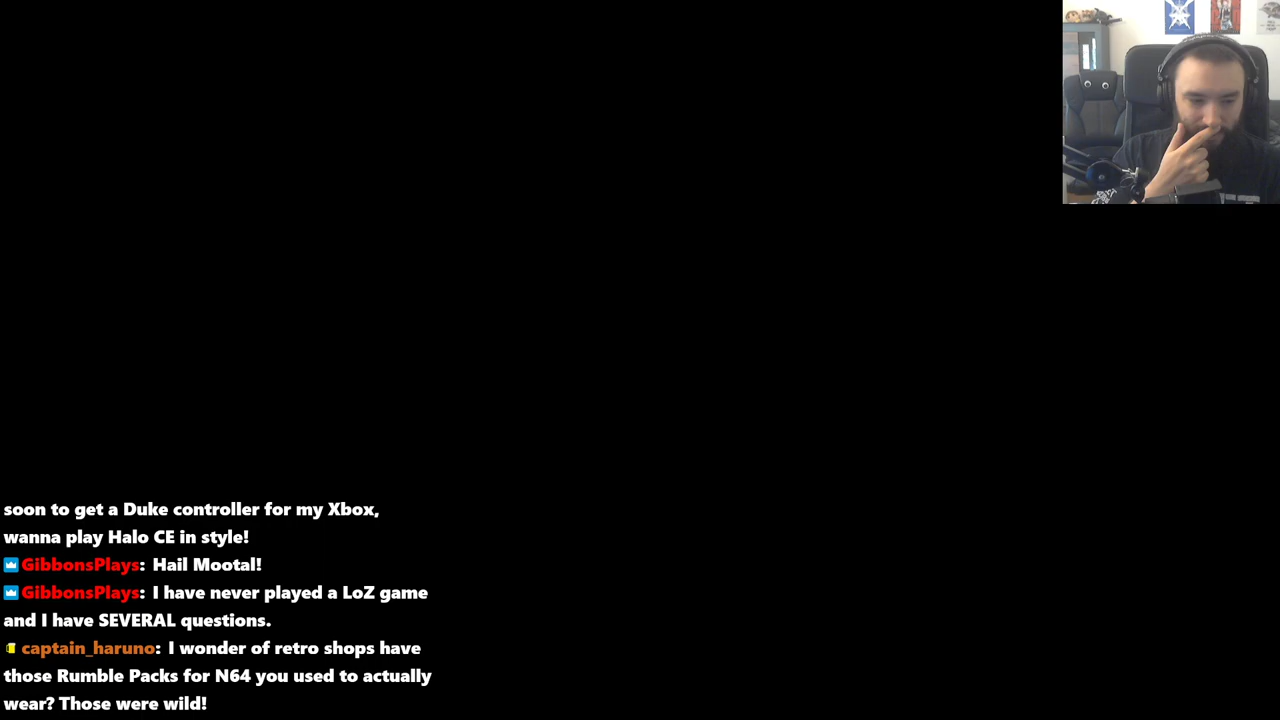 soon to get a Duke controller for my Xbox,
wanna play Halo CE in style!
GibbonsPlays: Hail Mootal!
GibbonsPlays: I have never played a LoZ game
and I have SEVERAL questions.
captain_haruno: I wonder of retro shops have
those Rumble Packs for N64 you used to actually
wear? Those were wild!